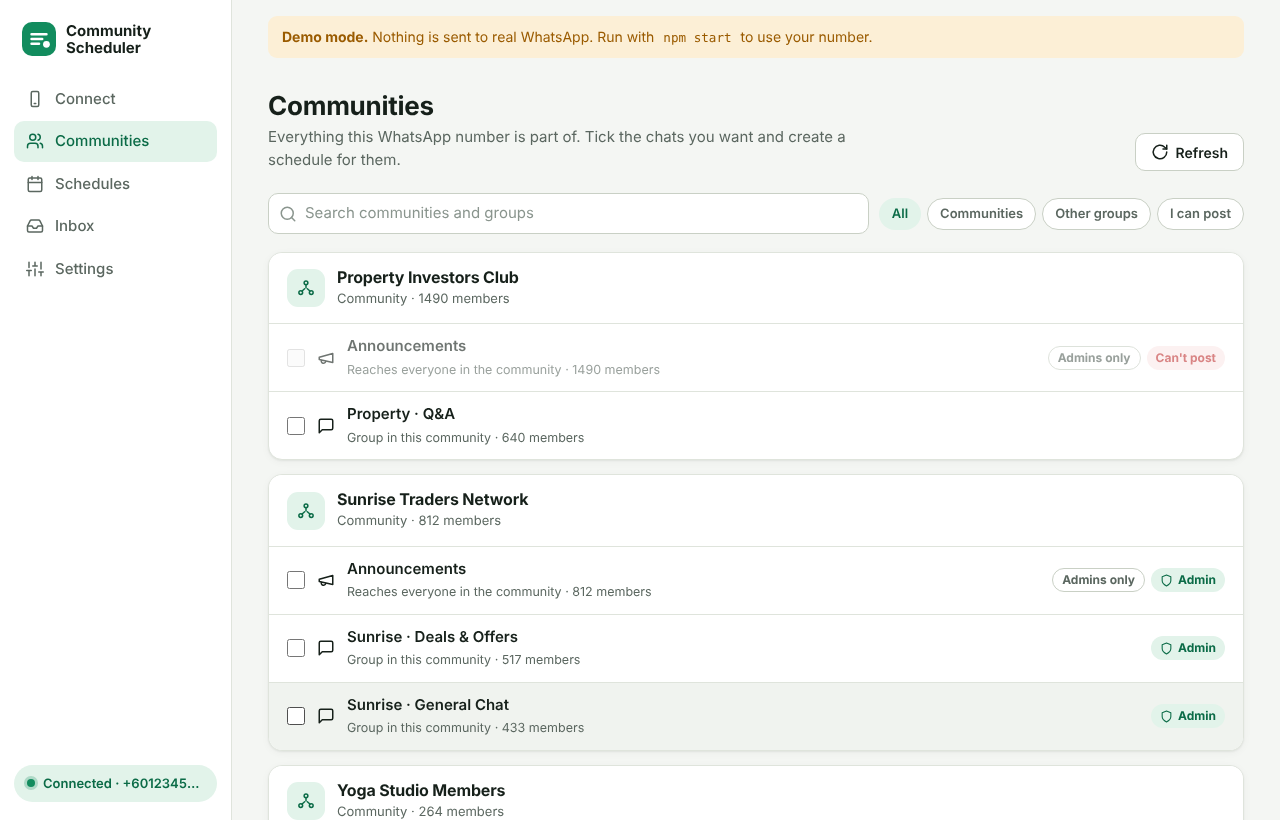 Community
Scheduler
Connect
Communities
Schedules
Inbox
Settings
Connected · +6012345...
Demo mode. Nothing is sent to real WhatsApp. Run with npm start to use your number.
Communities
Everything this WhatsApp number is part of. Tick the chats you want and create a
schedule for them.
Refresh
Search communities and groups
All
Communities
Other groups
I can post
Property Investors Club
Community · 1490 members
Announcements
Reaches everyone in the community · 1490 members
Admins only
Can't post
Property · Q&A
Group in this community · 640 members
Sunrise Traders Network
Community · 812 members
Announcements
Reaches everyone in the community · 812 members
Admins only
Admin
Sunrise · Deals & Offers
Group in this community · 517 members
Admin
Sunrise · General Chat
Group in this community · 433 members
Admin
Yoga Studio Members
Community · 264 members